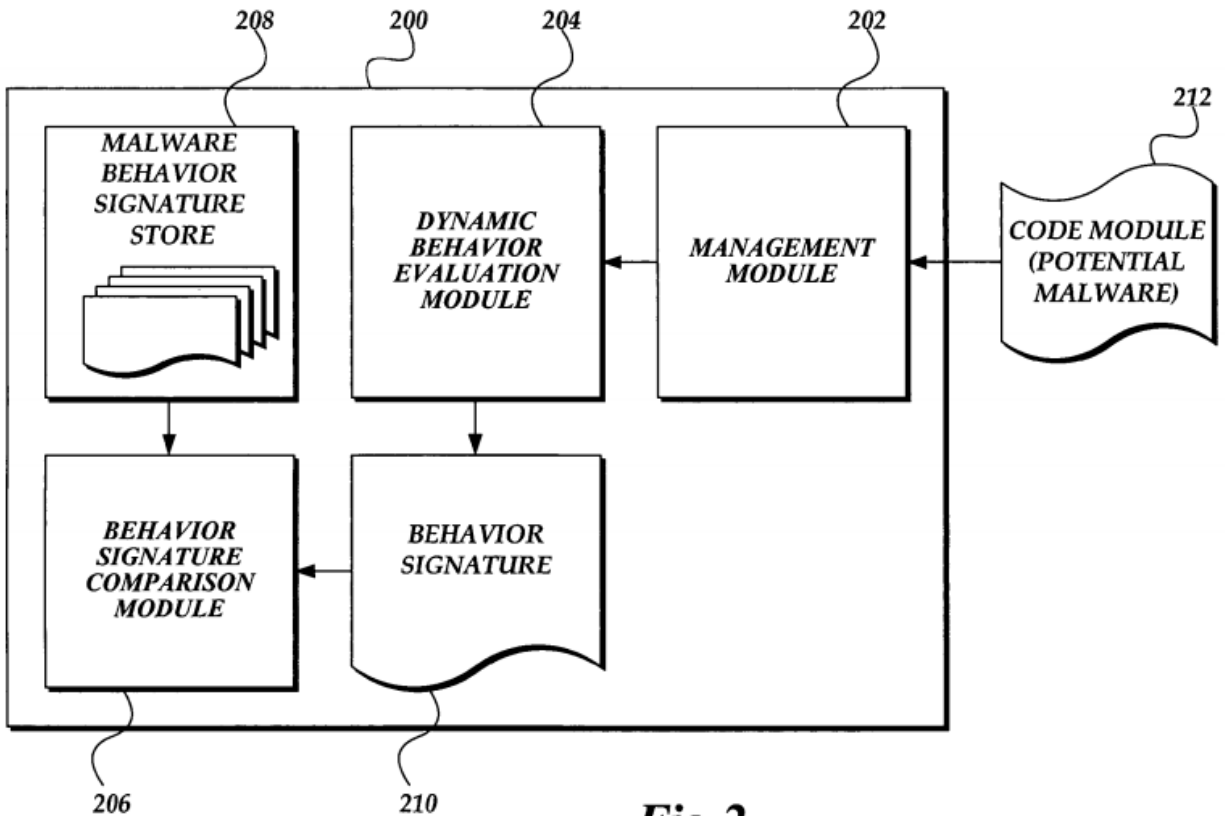 208
200
204
202
212
MALWARE
BEHAVIOR
SIGNATURE
STORE
DYNAMIC
BEHAVIOR
EVALUATION
MODULE
MANAGEMENT
MODULE
CODE MODULE
(POTENTIAL
MALWARE)
BEHAVIOR
SIGNATURE
COMPARISON
MODULE
BEHAVIOR
SIGNATURE
206
210